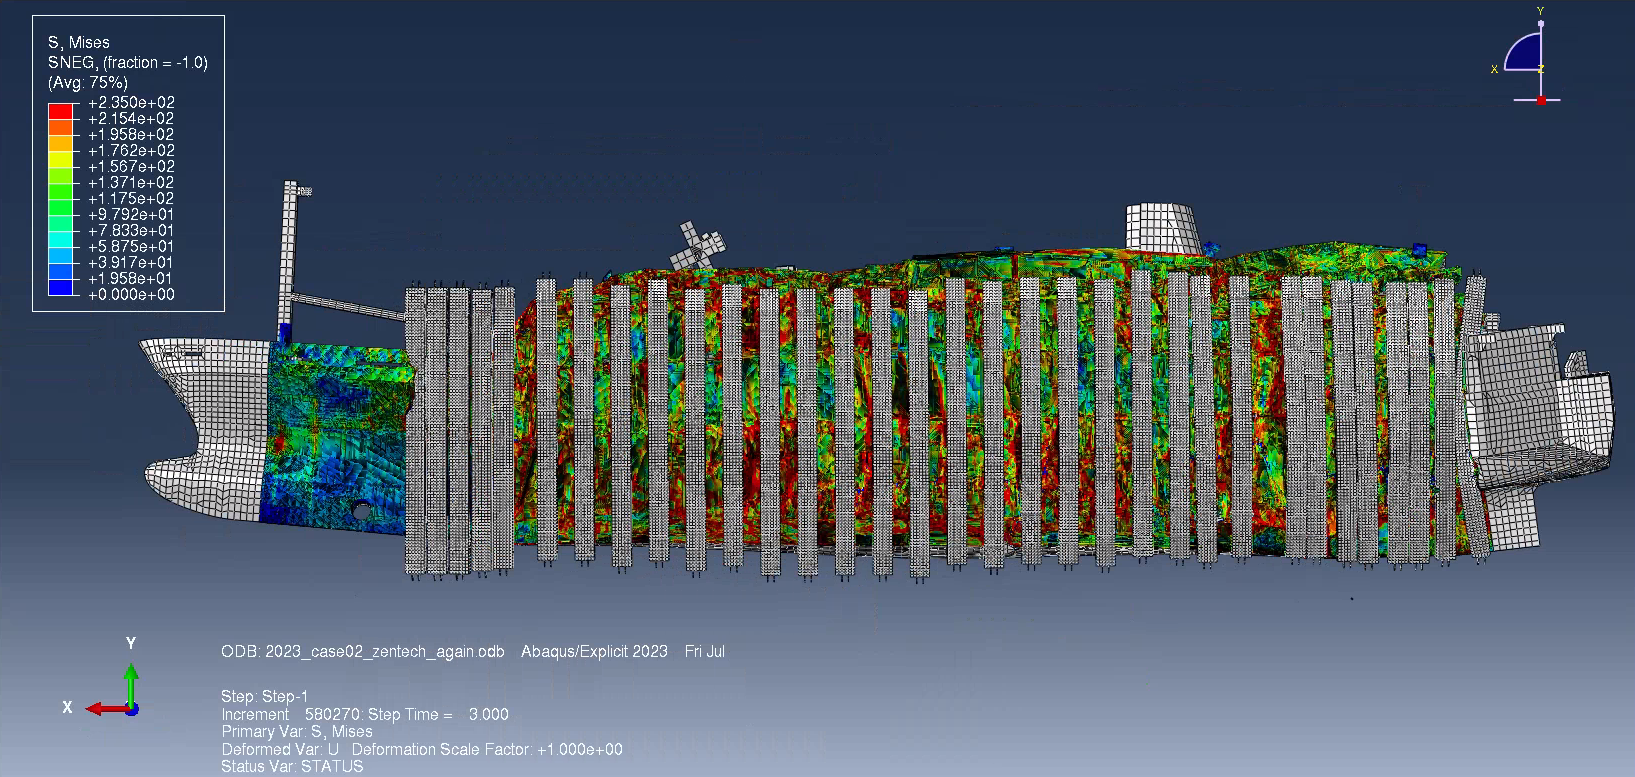 S, Mises
SNEG, (fraction = -1.0)
(Avg: 75%)
+2.350e+02
+2.154e+02
+1.958e+02
+1.762e+02
+1.567e+02
+1.371e+02
+1.175e+02
+9.792e+01
+7.833e+01
+5.875e+01
+3.917e+01
+1.958e+01
+0.000e+00
Y
X Z
Y
X
ODB: 2023_case02_zentech_again.odb Abaqus/Explicit 2023 Fri Jul
Step: Step-1
Increment 580270: Step Time = 3.000
Primary Var: S, Mises
Deformed Var: U Deformation Scale Factor: +1.000e+00
Status Var: STATUS